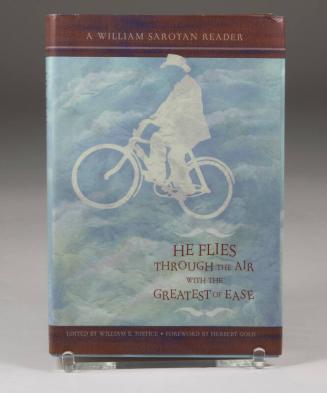 A WILLIAM SAROYAN READER
HE FLIES
THROUGH THE AIR
WITH THE
GREATEST OF EASE
EDITED BY WILLIAM E. JUSTICE • FOREWORD BY HERBERT GOLD